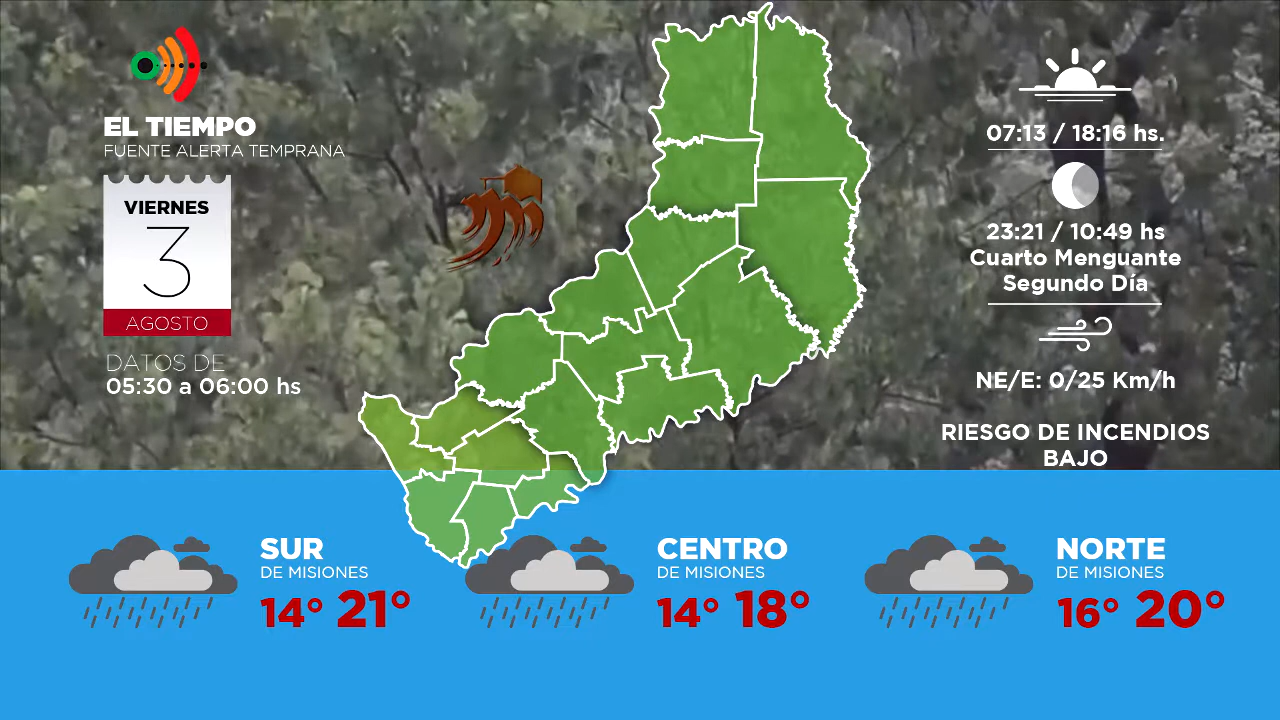 EL TIEMPO
FUENTE ALERTA TEMPRANA
VIERNES
3
AGOSTO
DATOS DE
05:30 a 06:00 hs
07:13 / 18:16 hs.
23:21 / 10:49 hs
Cuarto Menguante
Segundo Día
NE/E: 0/25 Km/h
RIESGO DE INCENDIOS
BAJO
SUR
DE MISIONES
14° 21°
CENTRO
DE MISIONES
14° 18°
NORTE
DE MISIONES
16° 20°